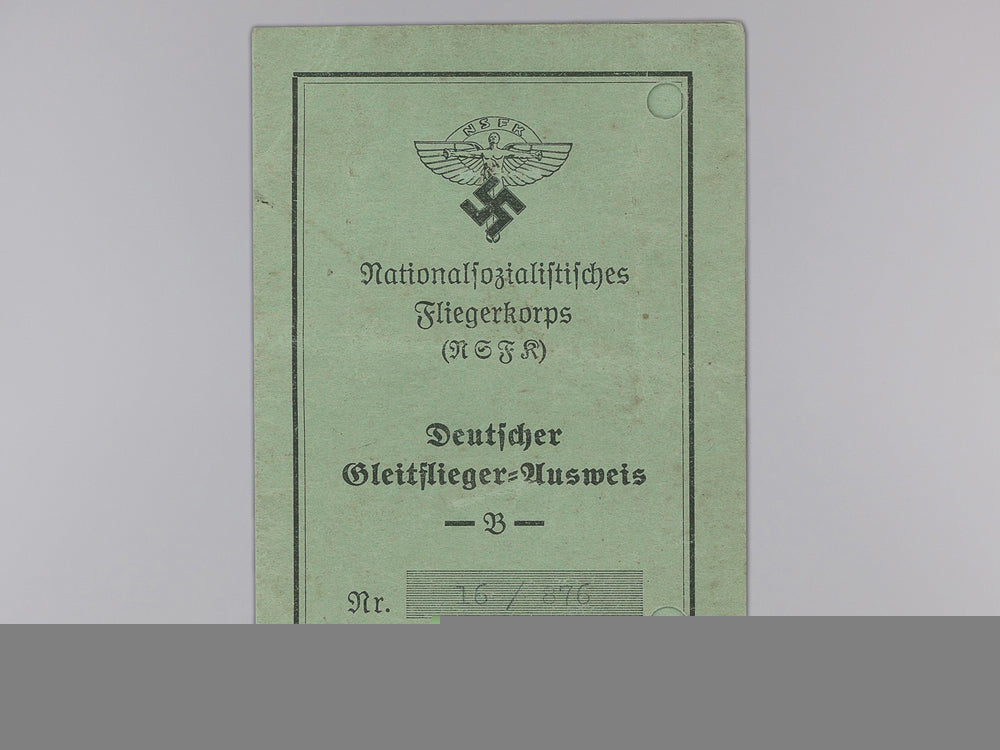 NSFK
Nationalsozialistisches
Fliegerkorps
(NSFK)
Deutscher
Gleitflieger=Ausweis
— B —
Nr. 16 / 876